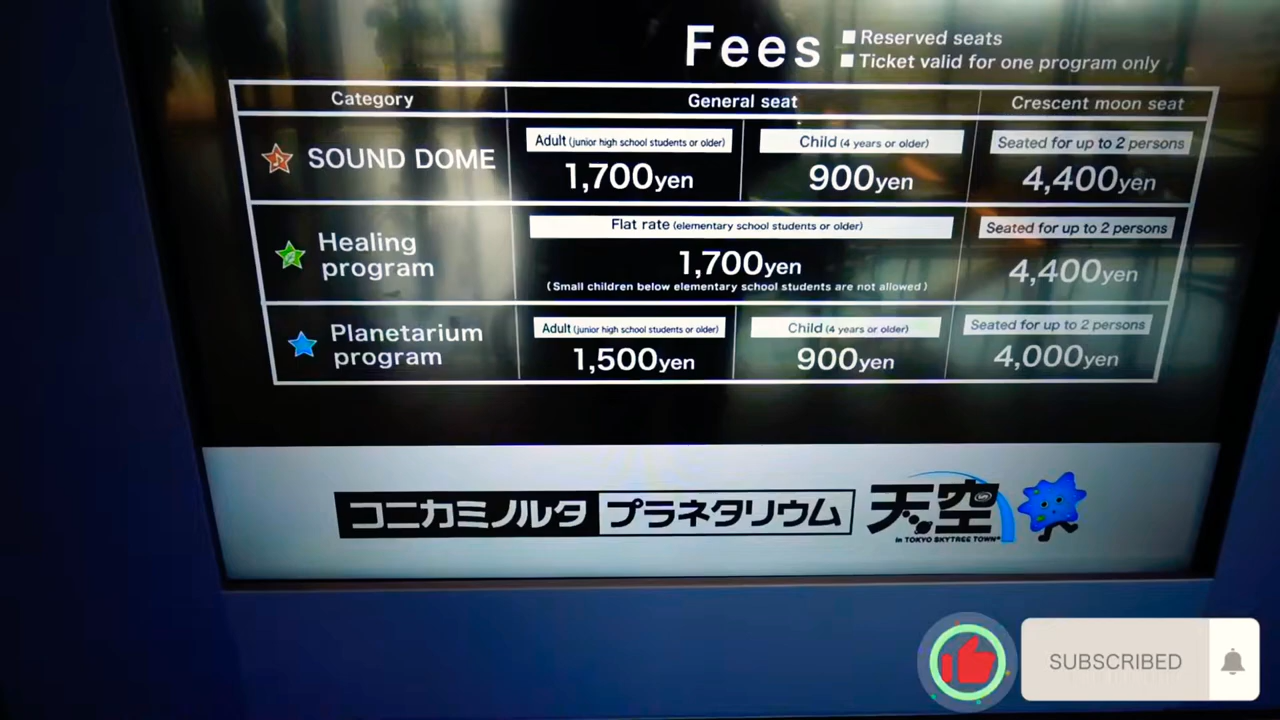 Fees
■ Reserved seats
■ Ticket valid for one program only
Category
General seat
Crescent moon seat
SOUND DOME
Adult (junior high school students or older)
1,700yen
Child (4 years or older)
900yen
Seated for up to 2 persons
4,400yen
Healing
program
Flat rate (elementary school students or older)
1,700yen
(Small children below elementary school students are not allowed)
Seated for up to 2 persons
4,400yen
Planetarium
program
Adult (junior high school students or older)
1,500yen
Child (4 years or older)
900yen
Seated for up to 2 persons
4,000yen
コニカミノルタ プラネタリウム 天空
in TOKYO SKYTREE TOWN®
SUBSCRIBED